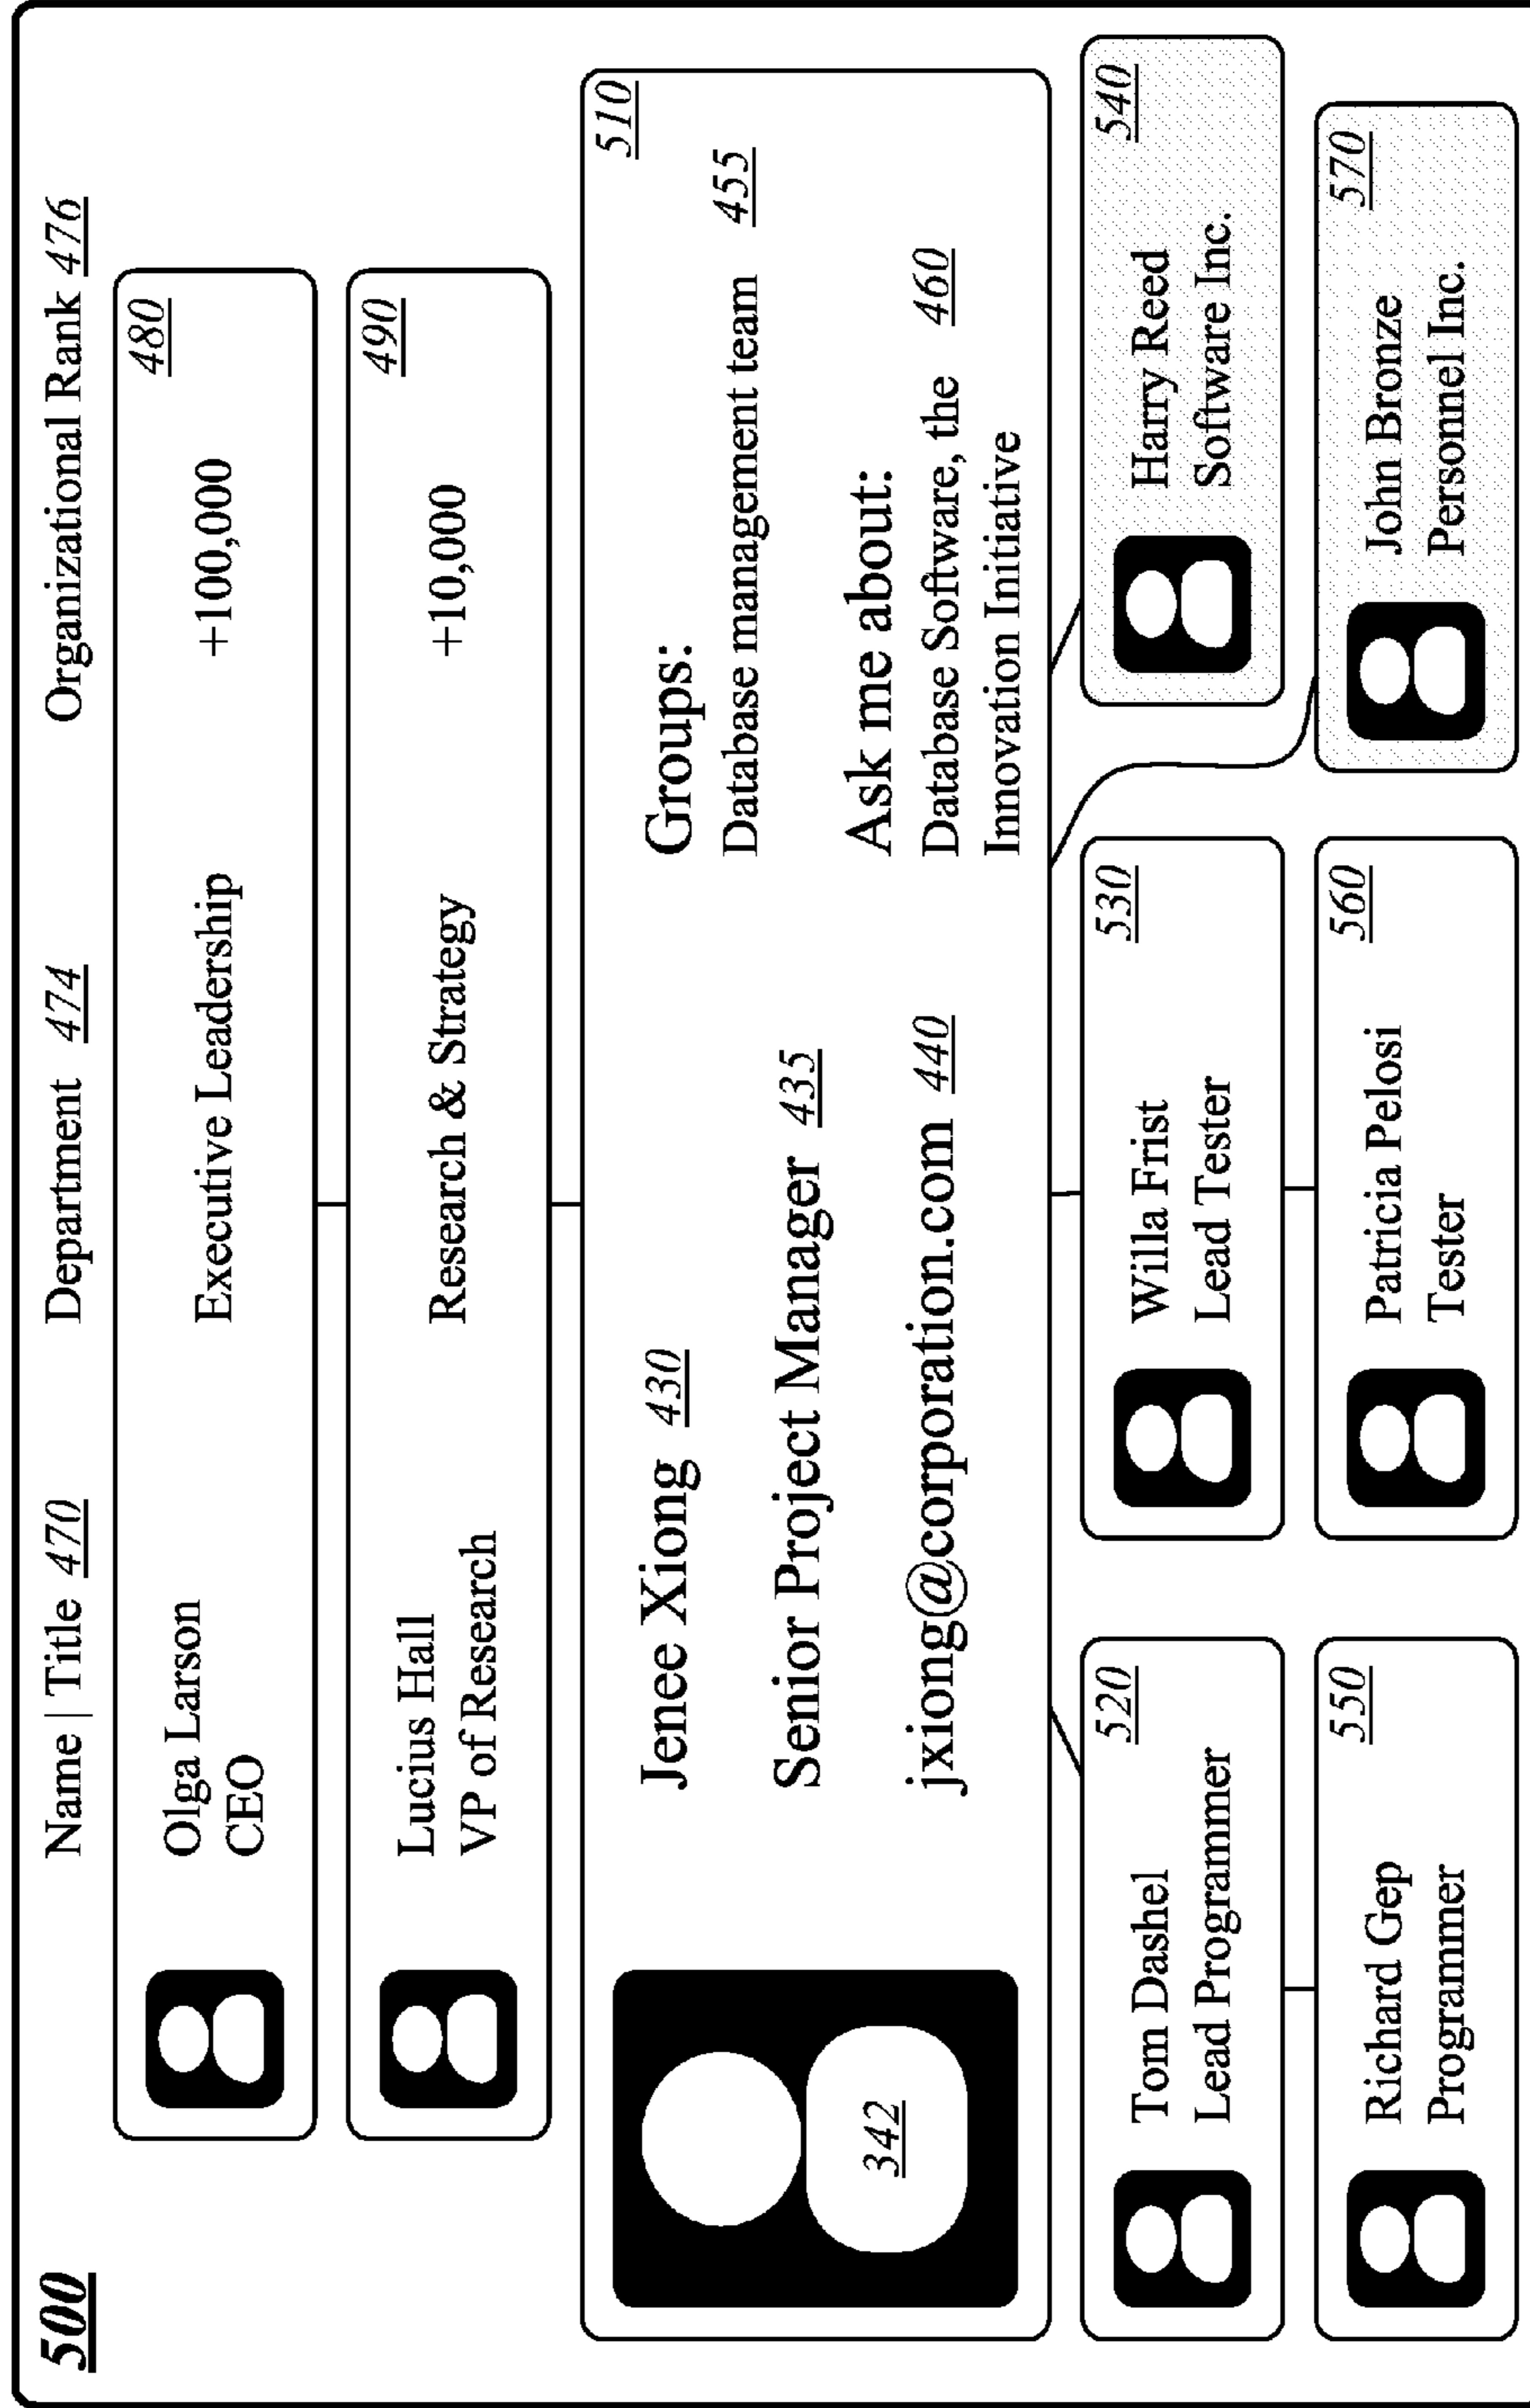 500
Name | Title 470 Department 474 Organizational Rank 476
480
Olga Larson
CEO
Executive Leadership
+100,000
490
Lucius Hall
VP of Research
Research & Strategy
+10,000
510
342
Jenee Xiong 430
Senior Project Manager 435
jxiong@corporation.com 440
Groups:
Database management team 455
Ask me about:
Database Software, the 460
Innovation Initiative
520
Tom Dashel
Lead Programmer
530
Willa Frist
Lead Tester
540
Harry Reed
Software Inc.
550
Richard Gep
Programmer
560
Patricia Pelosi
Tester
570
John Bronze
Personnel Inc.